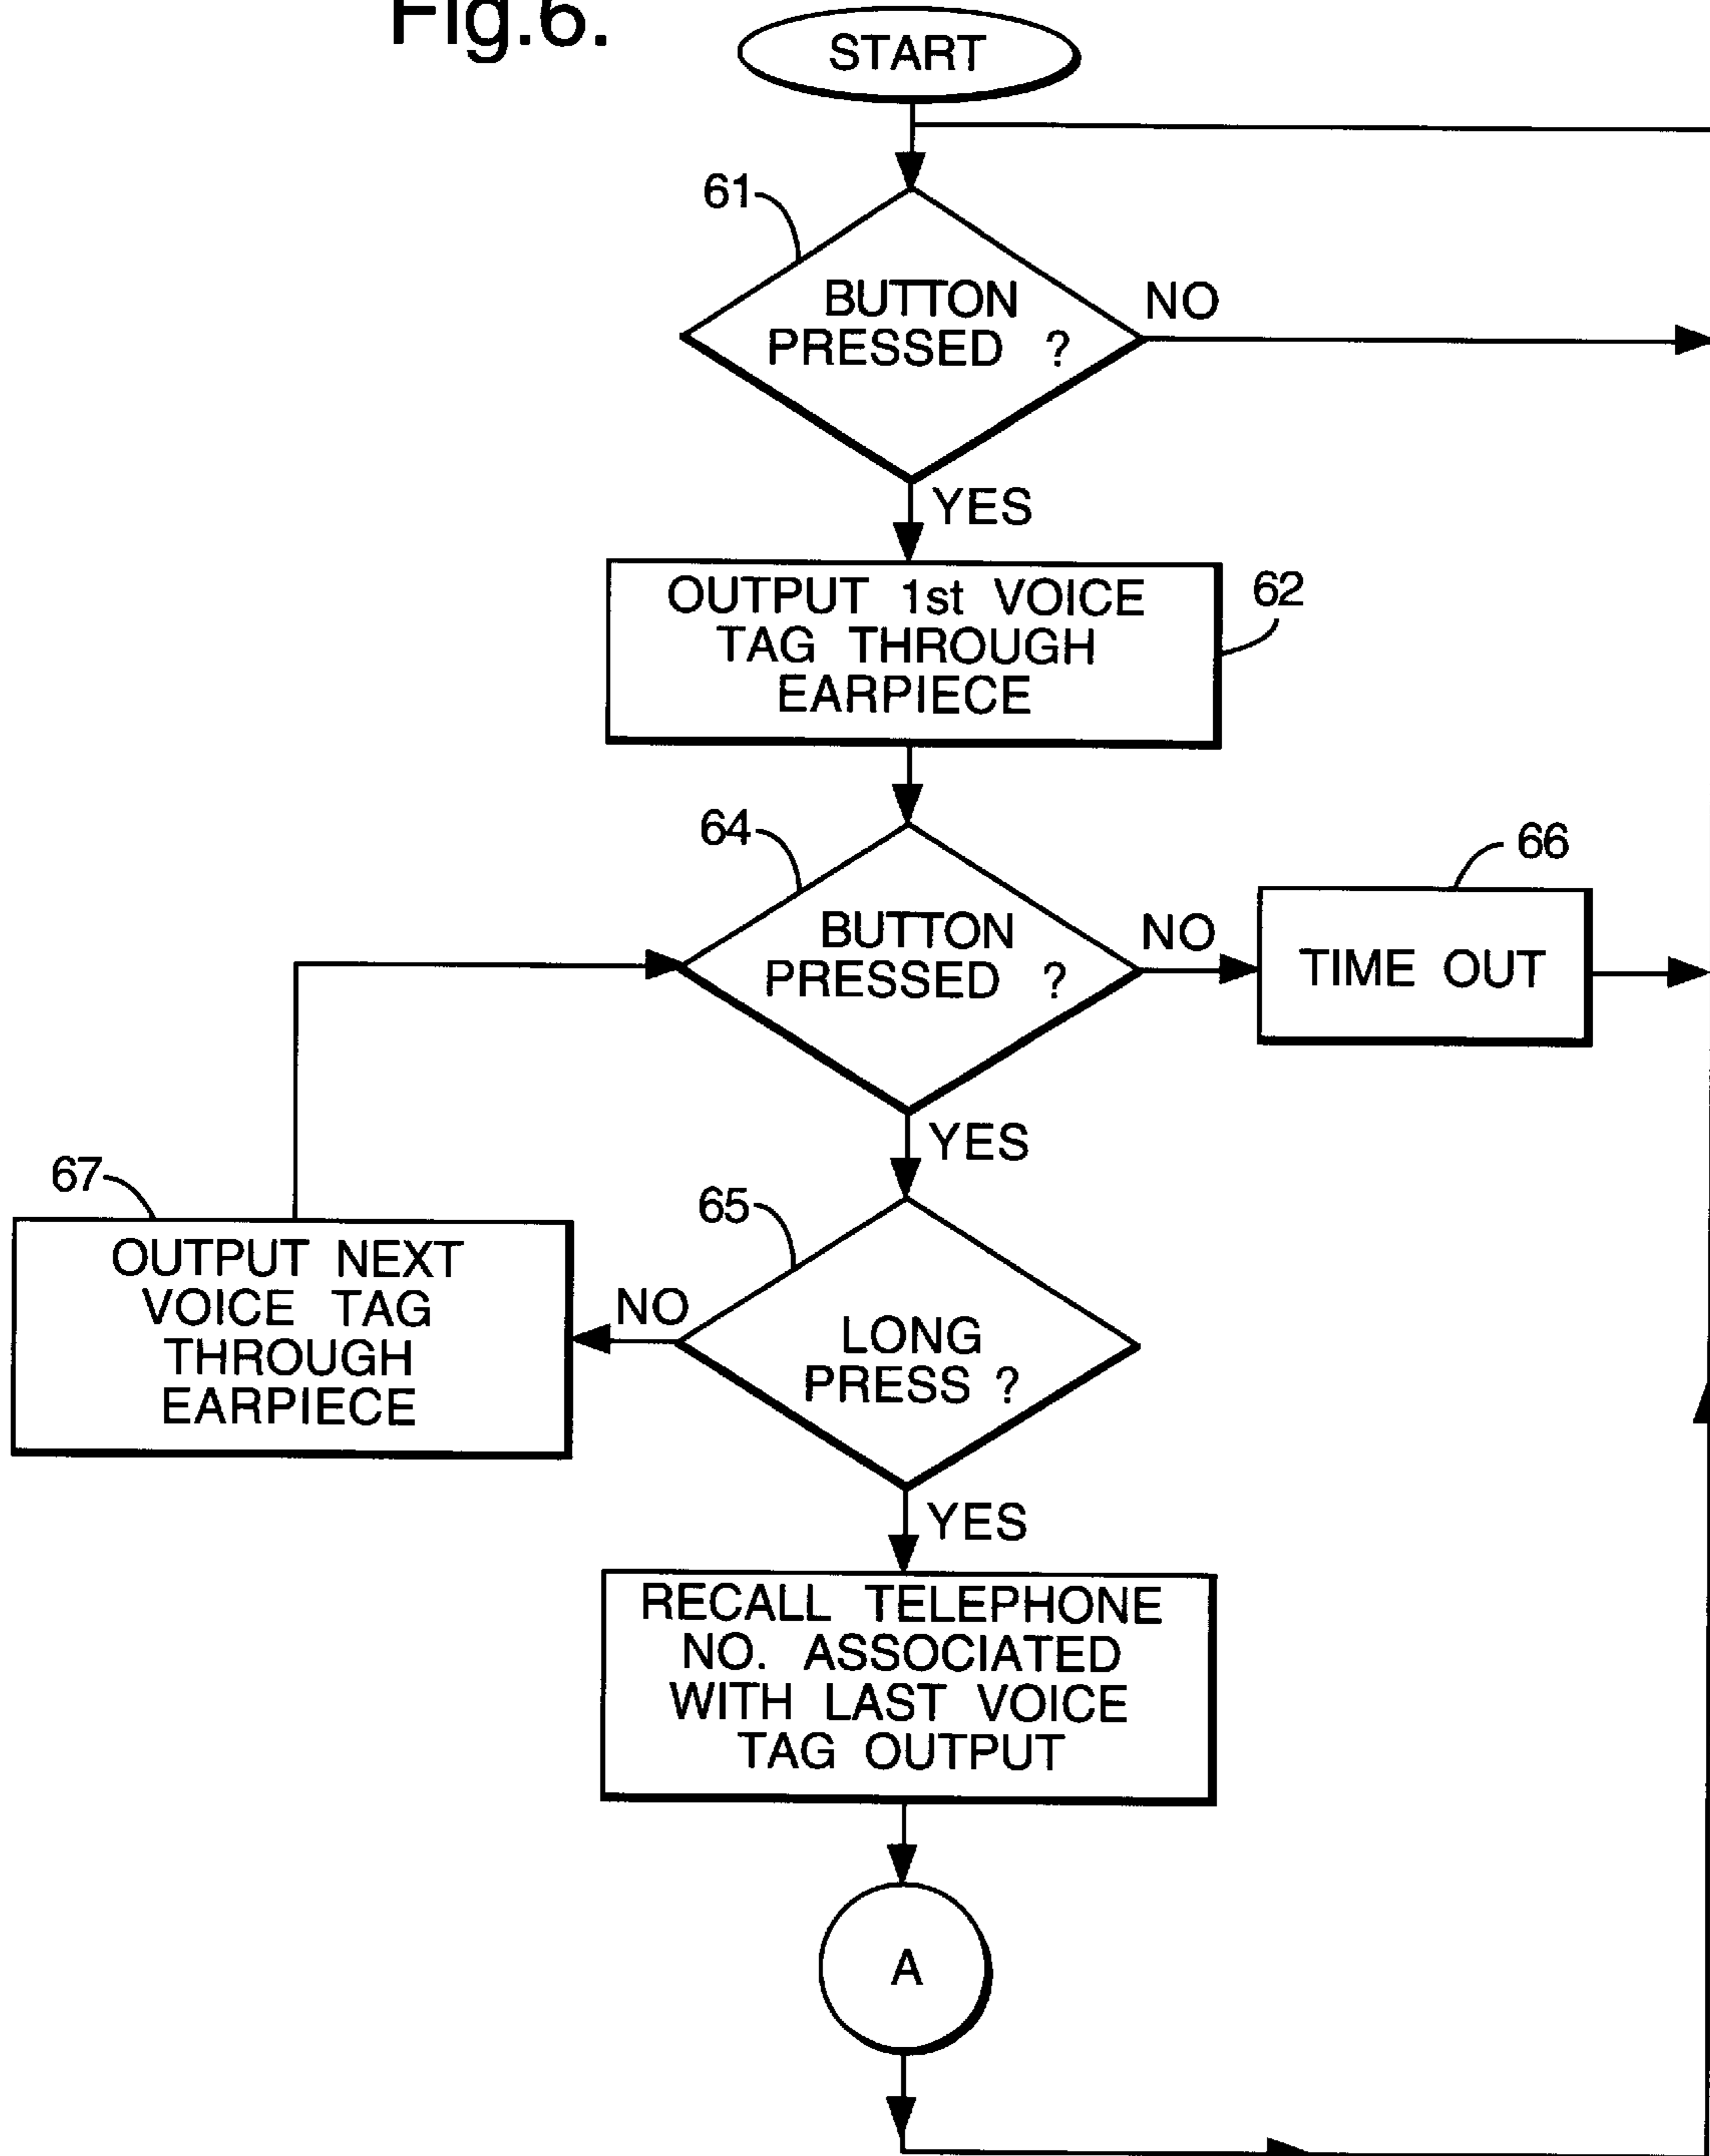 Fig.6.
START
61
BUTTON
PRESSED ?
NO
YES
OUTPUT 1st VOICE
TAG THROUGH
EARPIECE
62
64
BUTTON
PRESSED ?
NO
66
TIME OUT
YES
67
OUTPUT NEXT
VOICE TAG
THROUGH
EARPIECE
65
NO
LONG
PRESS ?
YES
RECALL TELEPHONE
NO. ASSOCIATED
WITH LAST VOICE
TAG OUTPUT
A